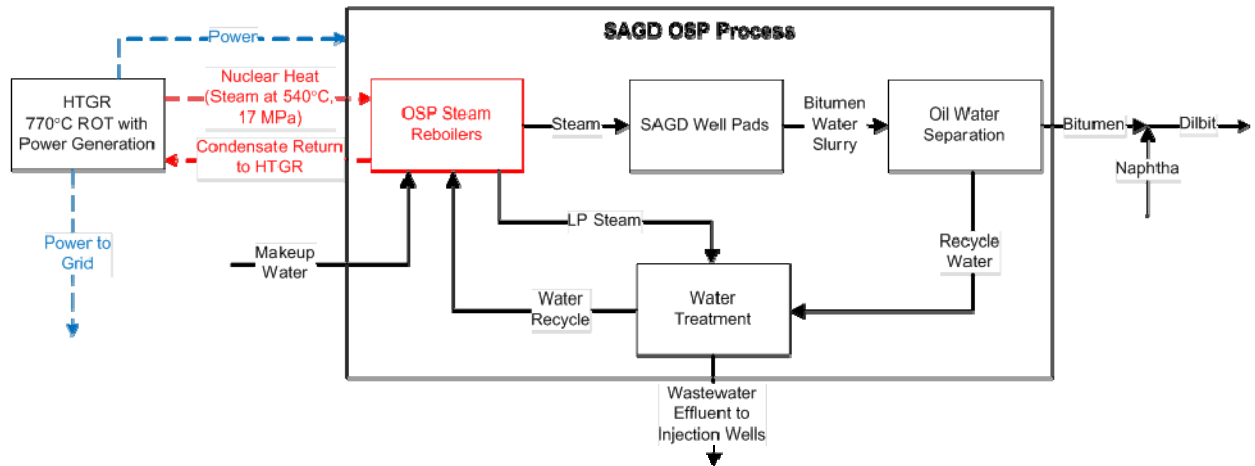 SAGD OSP Process
Power
HTGR
770°C ROT with
Power Generation
Nuclear Heat
(Steam at 540°C,
17 MPa)
Condensate Return
to HTGR
OSP Steam
Reboilers
Steam
SAGD Well Pads
Bitumen
Water
Slurry
Oil Water
Separation
Bitumen
Dilbit
Naphtha
Power to
Grid
Makeup
Water
LP Steam
Water
Recycle
Water
Treatment
Recycle
Water
Wastewater
Effluent to
Injection Wells